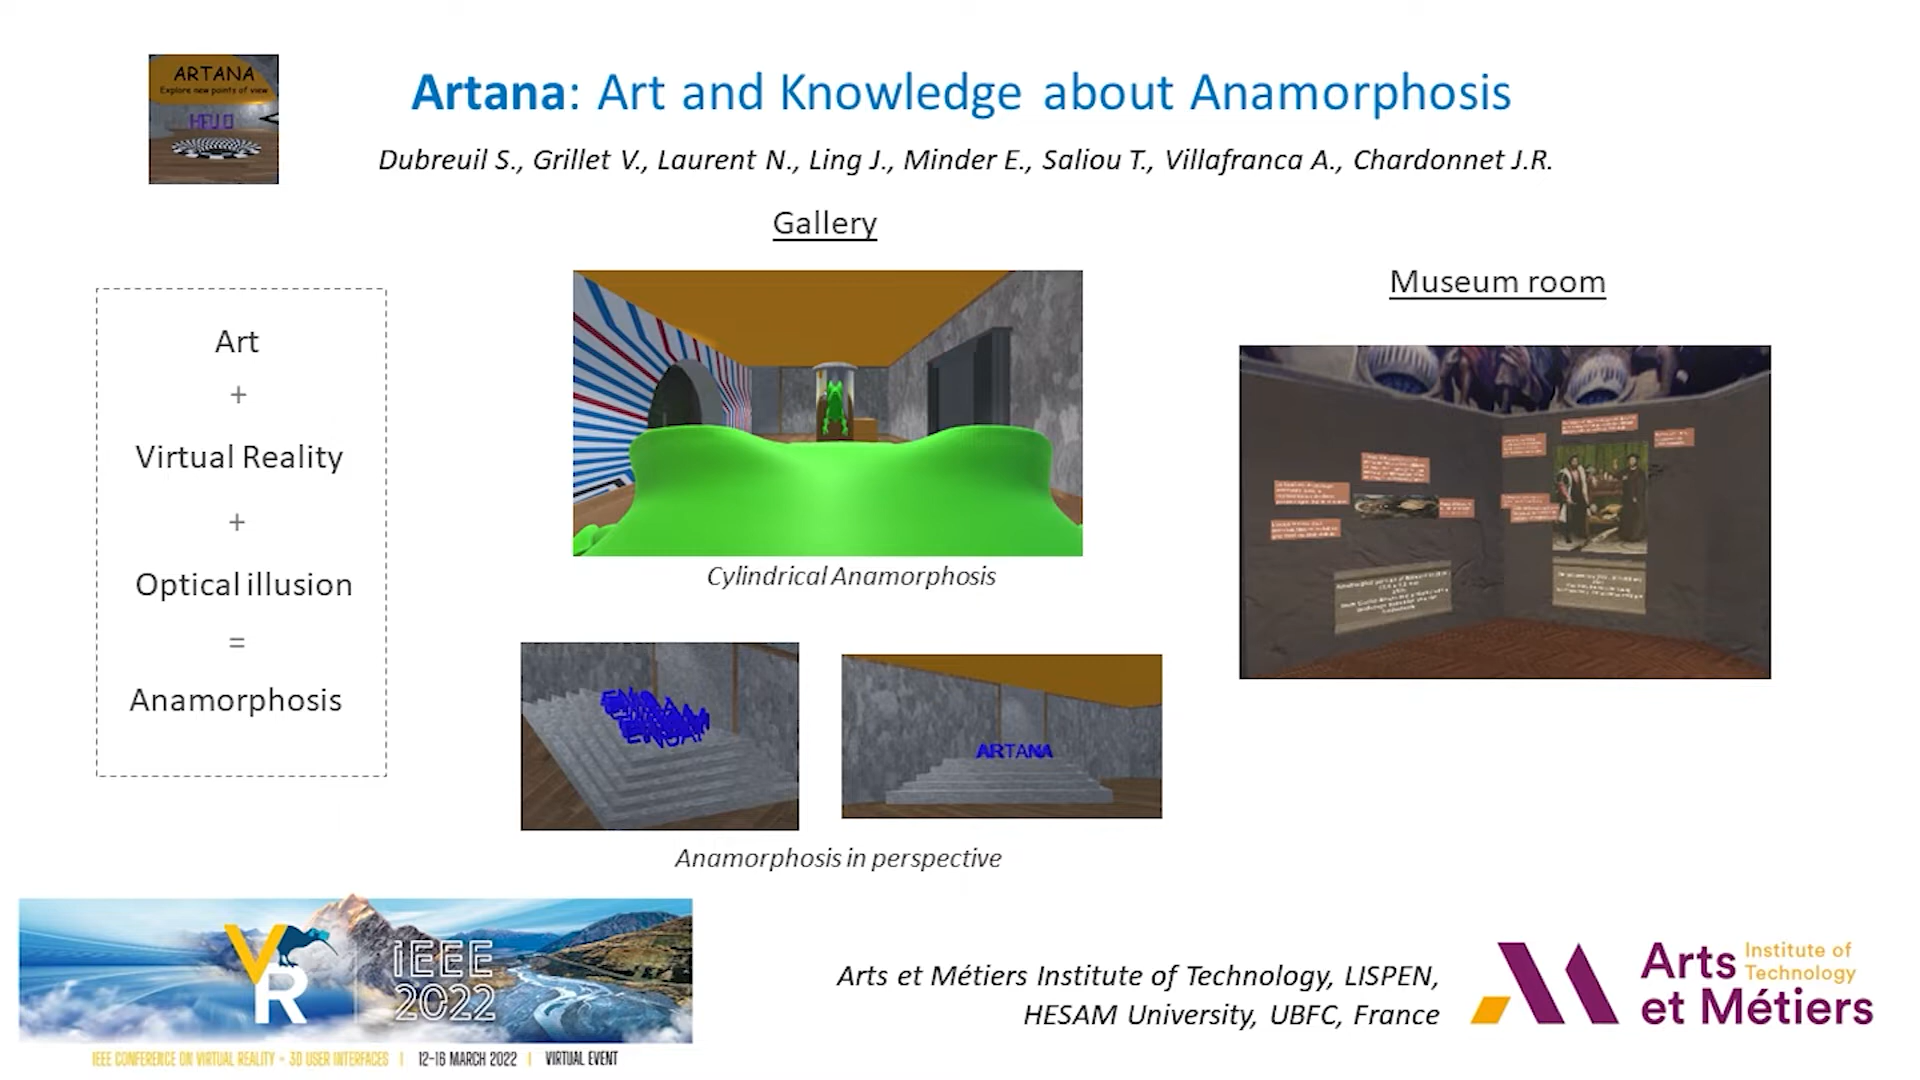 ARTANA
Explore new points of view
Artana: Art and Knowledge about Anamorphosis
Dubreuil S., Grillet V., Laurent N., Ling J., Minder E., Saliou T., Villafranca A., Chardonnet J.R.
Gallery
Museum room
Art
+
Virtual Reality
+
Optical illusion
=
Anamorphosis
Cylindrical Anamorphosis
ARTANA
Anamorphosis in perspective
VR
IEEE
2022
IEEE CONFERENCE ON VIRTUAL REALITY + 3D USER INTERFACES | 12-16 MARCH 2022 | VIRTUAL EVENT
Arts et Métiers Institute of Technology, LISPEN,
HESAM University, UBFC, France
Arts Institute of Technology
et Métiers